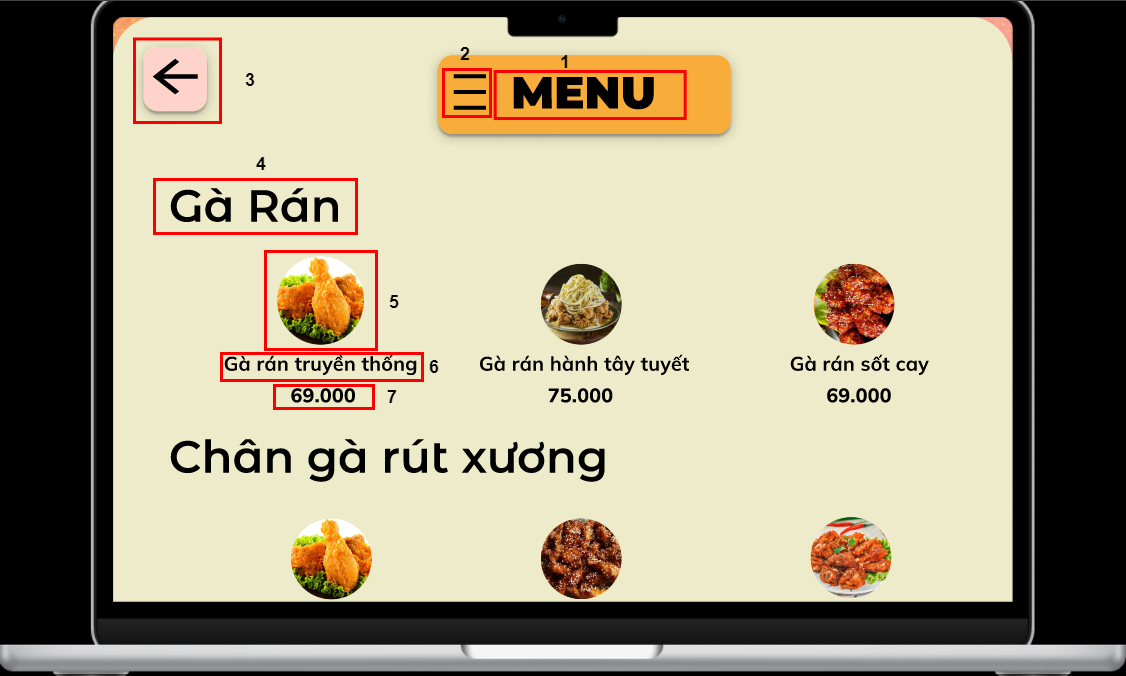 2
1
MENU
3
4
Gà Rán
5
Gà rán truyền thống
6
Gà rán hành tây tuyết
Gà rán sốt cay
69.000
7
75.000
69.000
Chân gà rút xương